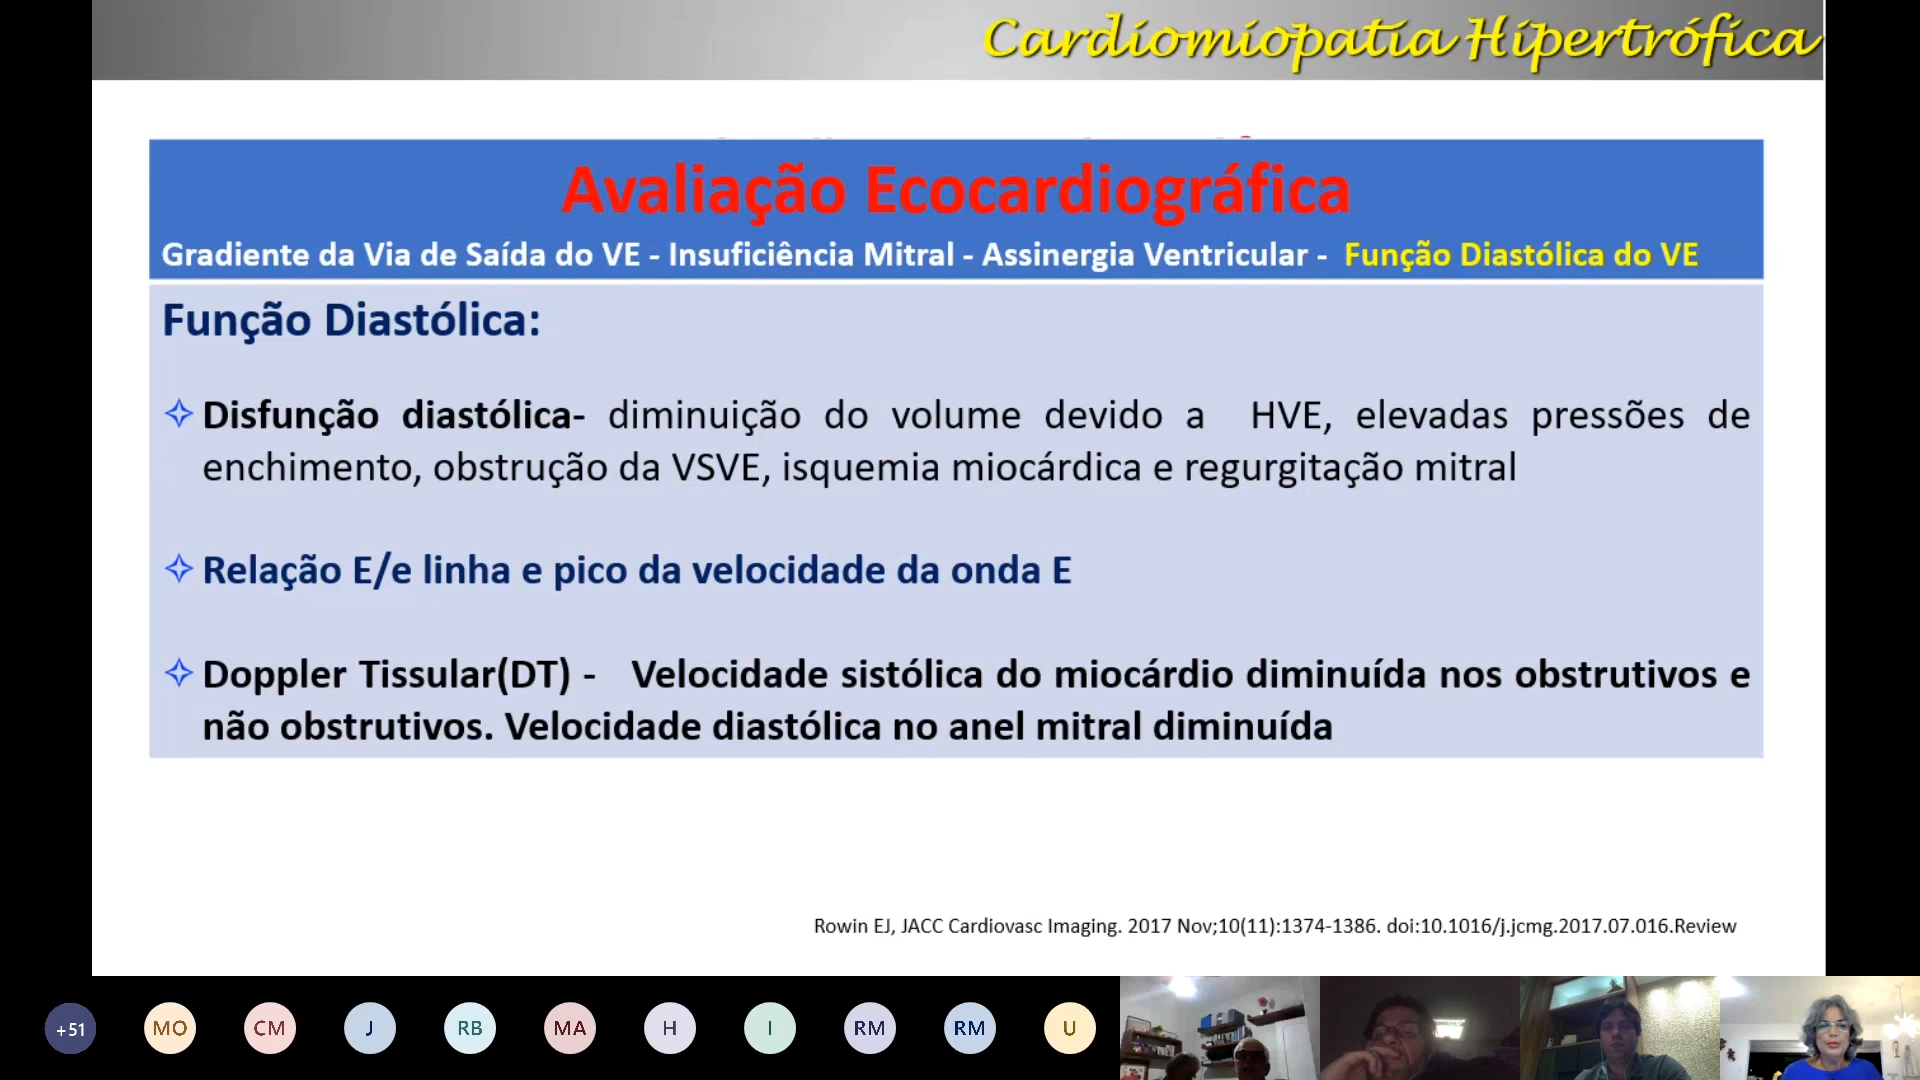 Cardiomiopatia Hipertrófica
Avaliação Ecocardiográfica
Gradiente da Via de Saída do VE - Insuficiência Mitral - Assinergia Ventricular - Função Diastólica do VE
Função Diastólica:
Disfunção diastólica- diminuição do volume devido a HVE, elevadas pressões de
enchimento, obstrução da VSVE, isquemia miocárdica e regurgitação mitral
Relação E/e linha e pico da velocidade da onda E
Doppler Tissular(DT) - Velocidade sistólica do miocárdio diminuída nos obstrutivos e
não obstrutivos. Velocidade diastólica no anel mitral diminuída
Rowin EJ, JACC Cardiovasc Imaging. 2017 Nov;10(11):1374-1386. doi:10.1016/j.jcmg.2017.07.016.Review
+51 MO CM J RB MA H I RM RM U